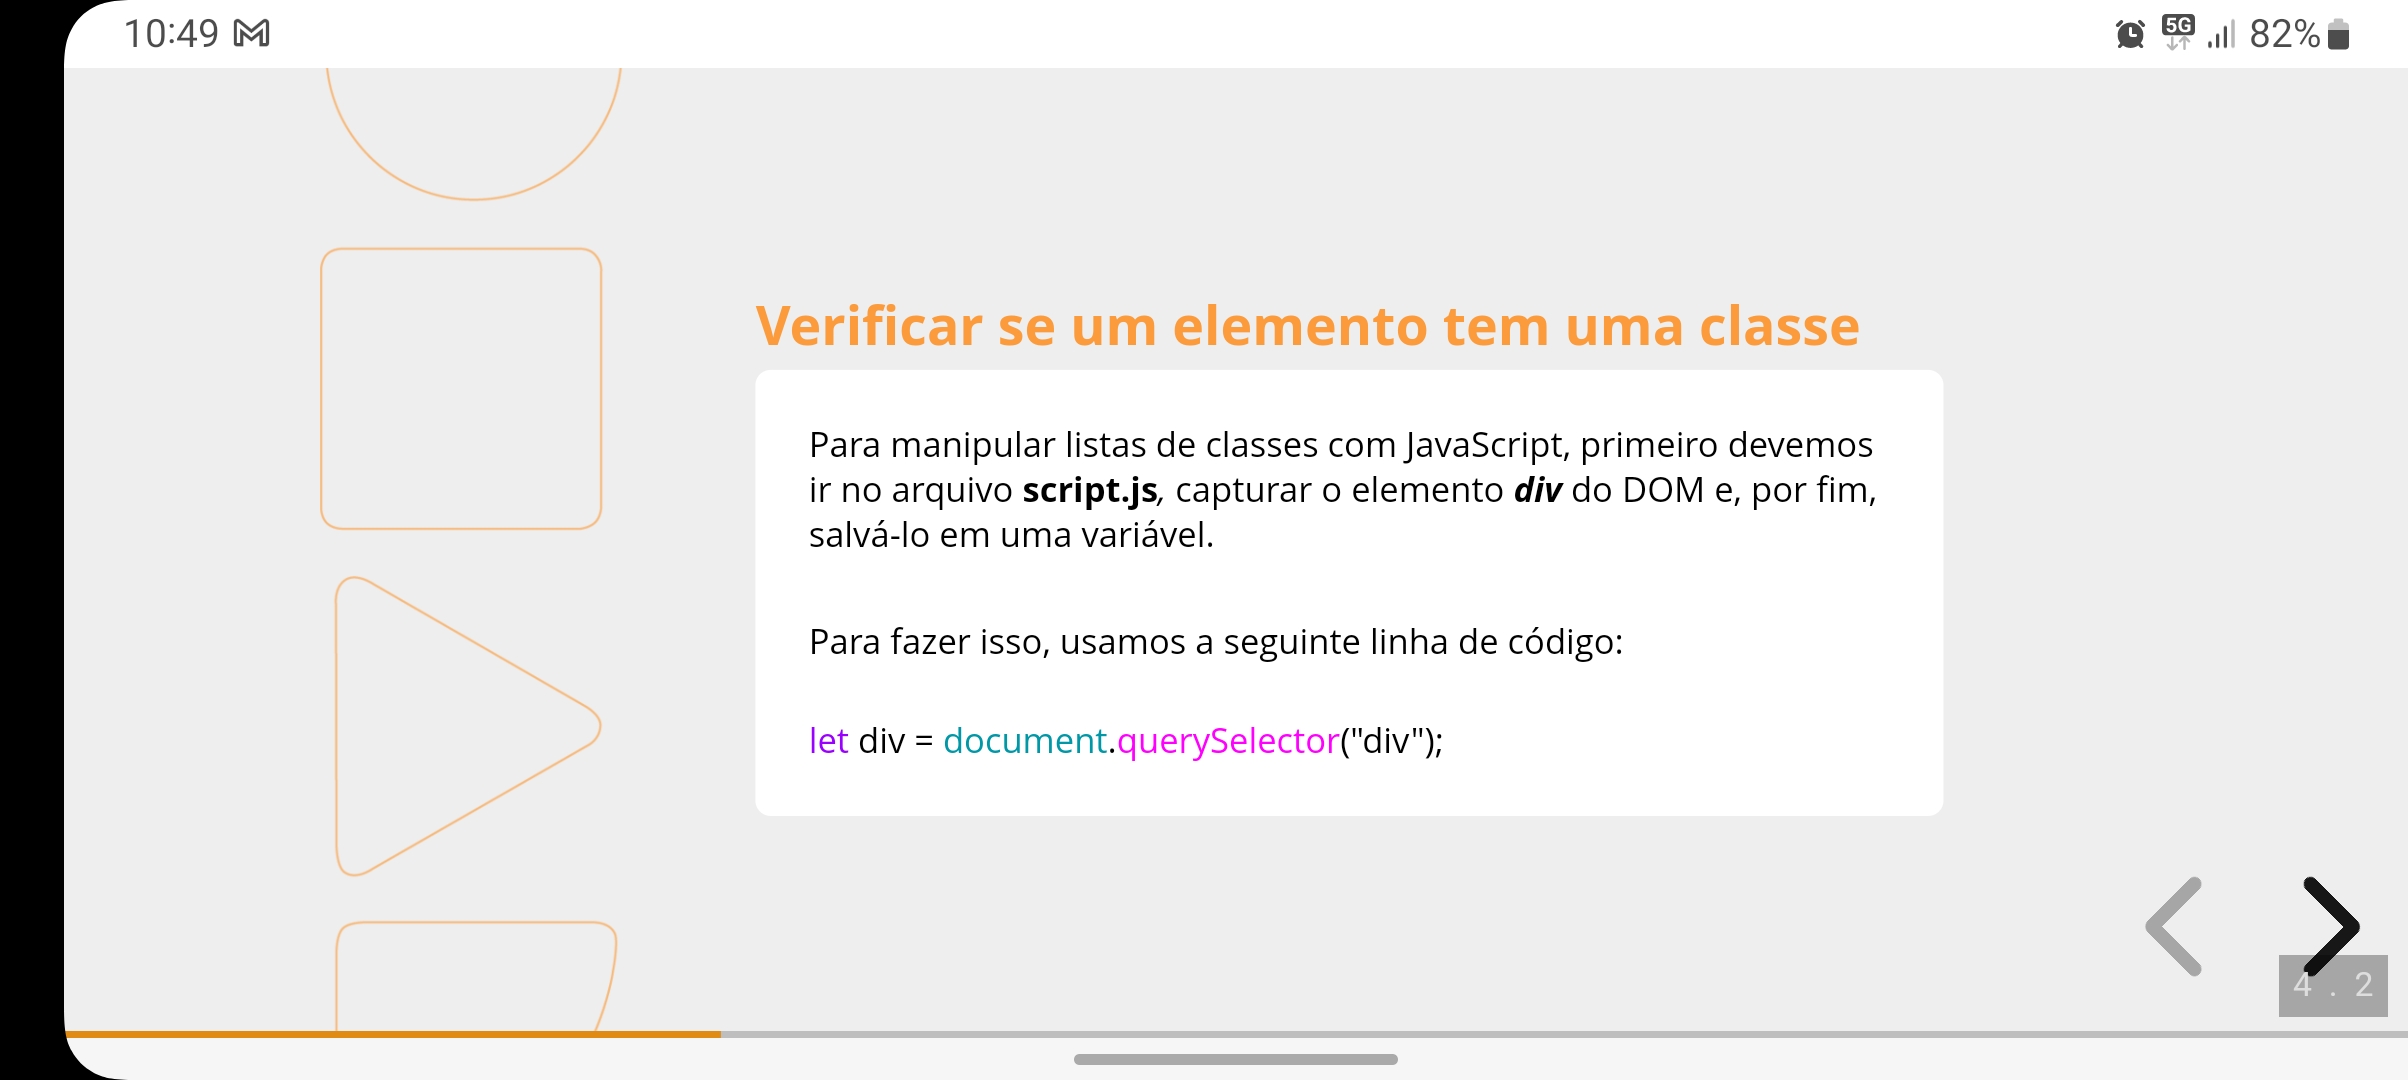 10:49
5G
82%
Verificar se um elemento tem uma classe
Para manipular listas de classes com JavaScript, primeiro devemos
ir no arquivo script.js, capturar o elemento div do DOM e, por fim,
salvá-lo em uma variável.
Para fazer isso, usamos a seguinte linha de código:
let div = document.querySelector("div");
4 . 2